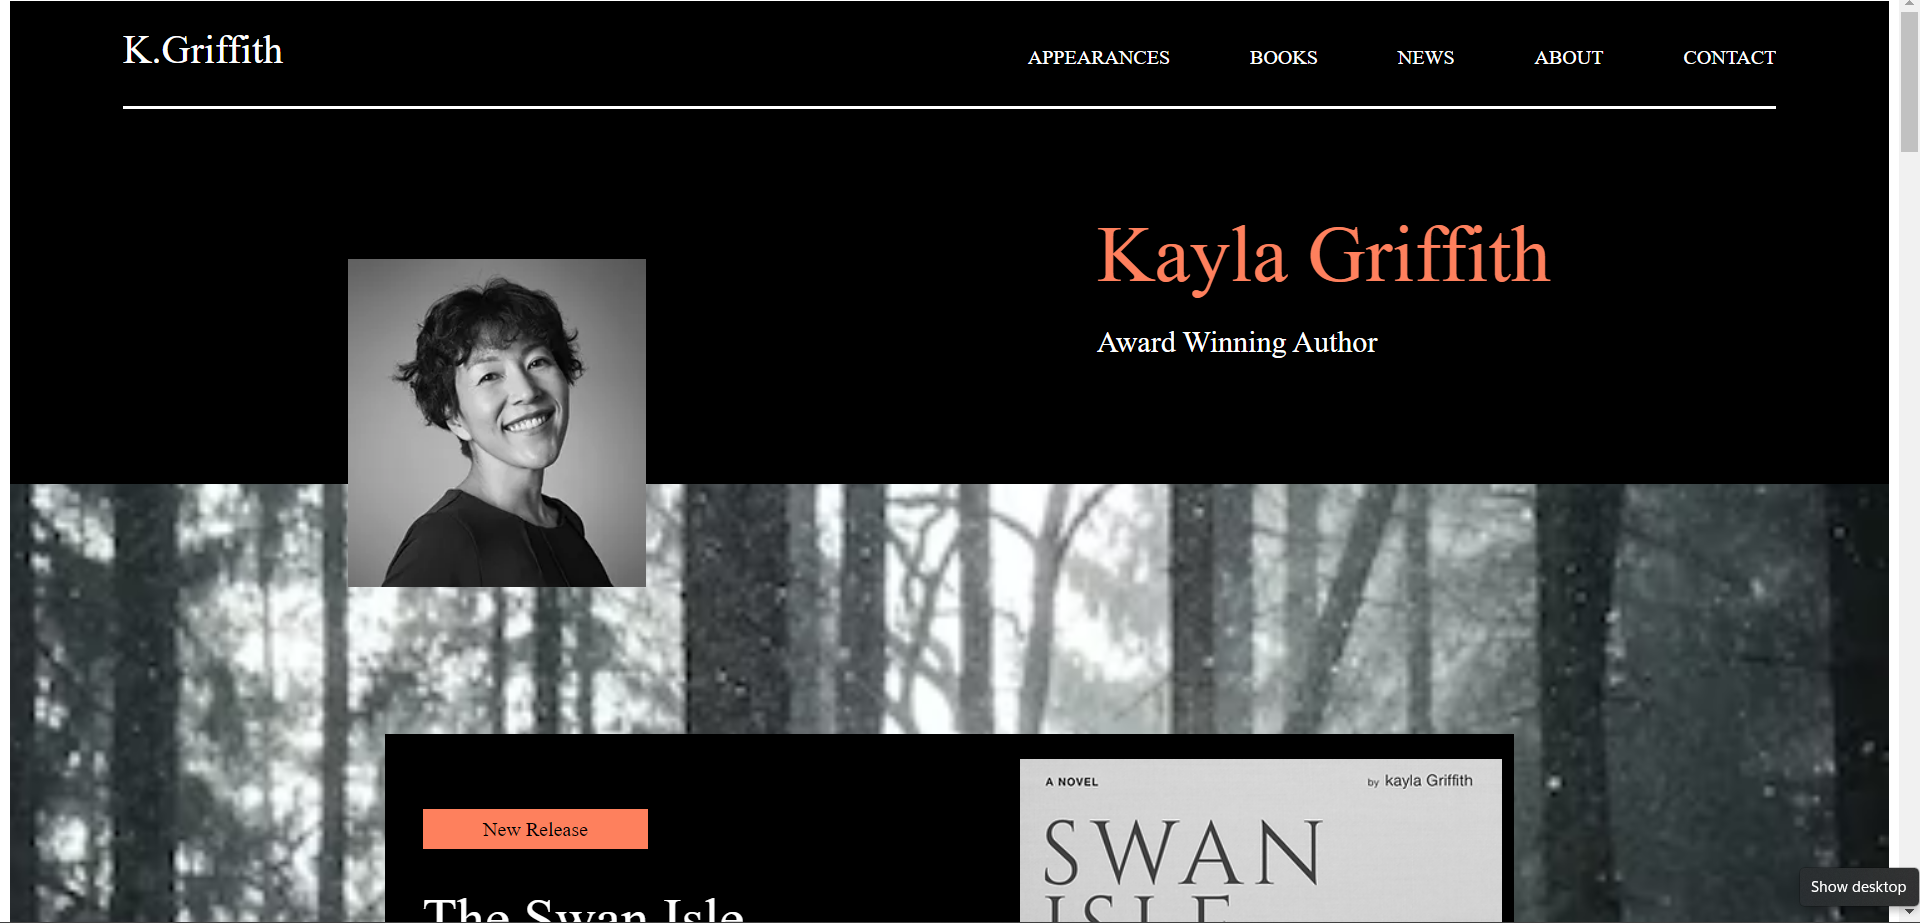 K.Griffith
APPEARANCES BOOKS NEWS ABOUT CONTACT
Kayla Griffith
Award Winning Author
New Release
The Swan Isle
A NOVEL
by kayla Griffith
SWAN
ISLE
Show desktop